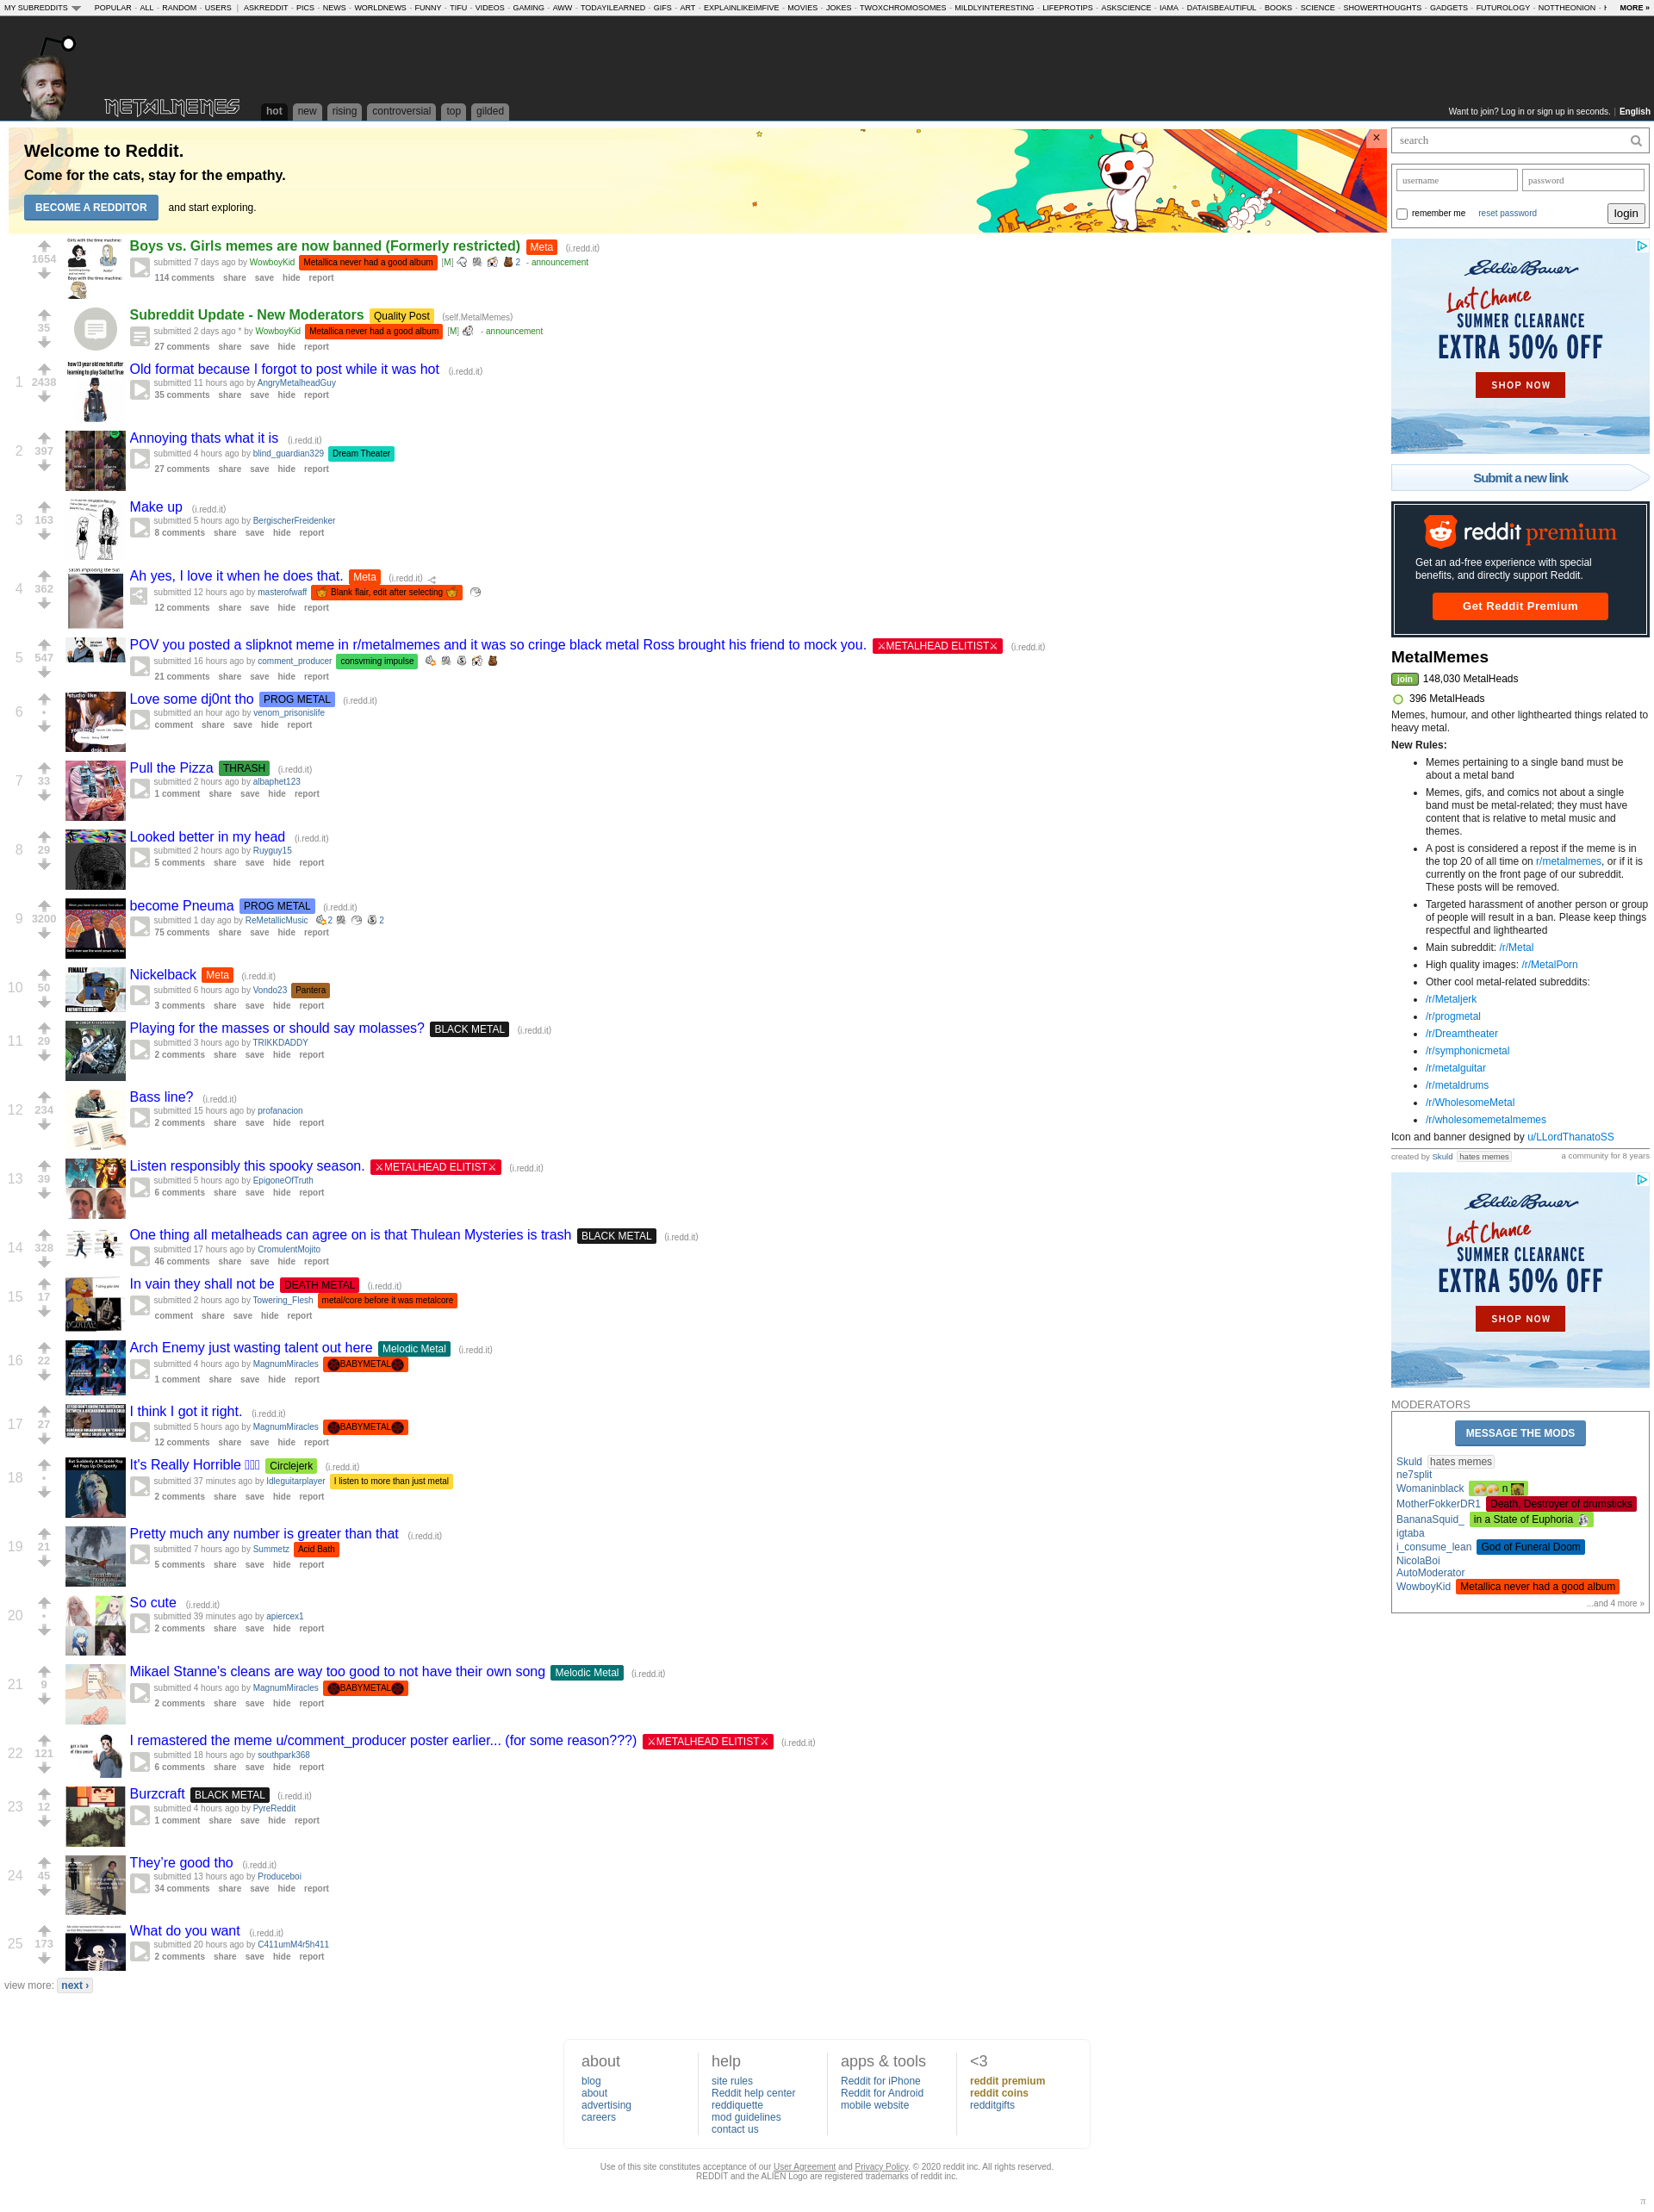 MY SUBREDDITS POPULAR - ALL - RANDOM - USERS | ASKREDDIT - PICS - NEWS - WORLDNEWS - FUNNY - TIFU - VIDEOS - GAMING - AWW - TODAYILEARNED - GIFS - ART - EXPLAINLIKEIMFIVE - MOVIES - JOKES - TWOXCHROMOSOMES - MILDLYINTERESTING - LIFEPROTIPS - ASKSCIENCE - IAMA - DATAISBEAUTIFUL - BOOKS - SCIENCE - SHOWERTHOUGHTS - GADGETS - FUTUROLOGY - NOTTHEONION - MORE »
METALMEMES hot new rising controversial top gilded
Want to join? Log in or sign up in seconds. | English
Welcome to Reddit.
Come for the cats, stay for the empathy.
BECOME A REDDITOR and start exploring.
×
1654
Boys vs. Girls memes are now banned (Formerly restricted) Meta (i.redd.it)
submitted 7 days ago by WowboyKid Metallica never had a good album [M] 2 - announcement
114 comments share save hide report
35
Subreddit Update - New Moderators Quality Post (self.MetalMemes)
submitted 2 days ago * by WowboyKid Metallica never had a good album [M] - announcement
27 comments share save hide report
1 2438
Old format because I forgot to post while it was hot (i.redd.it)
submitted 11 hours ago by AngryMetalheadGuy
35 comments share save hide report
2 397
Annoying thats what it is (i.redd.it)
submitted 4 hours ago by blind_guardian329 Dream Theater
27 comments share save hide report
3 163
Make up (i.redd.it)
submitted 5 hours ago by BergischerFreidenker
8 comments share save hide report
4 362
Ah yes, I love it when he does that. Meta (i.redd.it)
submitted 12 hours ago by masterofwaff Blank flair, edit after selecting
12 comments share save hide report
5 547
POV you posted a slipknot meme in r/metalmemes and it was so cringe black metal Ross brought his friend to mock you. ⚔METALHEAD ELITIST⚔ (i.redd.it)
submitted 16 hours ago by comment_producer consvming impulse
21 comments share save hide report
6 •
Love some dj0nt tho PROG METAL (i.redd.it)
submitted an hour ago by venom_prisonislife
comment share save hide report
7 33
Pull the Pizza THRASH (i.redd.it)
submitted 2 hours ago by albaphet123
1 comment share save hide report
8 29
Looked better in my head (i.redd.it)
submitted 2 hours ago by Ruyguy15
5 comments share save hide report
9 3200
become Pneuma PROG METAL (i.redd.it)
submitted 1 day ago by ReMetallicMusic 2 2
75 comments share save hide report
10 50
FINALLY
Nickelback Meta (i.redd.it)
submitted 6 hours ago by Vondo23 Pantera
3 comments share save hide report
11 29
Playing for the masses or should say molasses? BLACK METAL (i.redd.it)
submitted 3 hours ago by TRIKKDADDY
2 comments share save hide report
12 234
Bass line? (i.redd.it)
submitted 15 hours ago by profanacion
2 comments share save hide report
13 39
Listen responsibly this spooky season. ⚔METALHEAD ELITIST⚔ (i.redd.it)
submitted 5 hours ago by EpigoneOfTruth
6 comments share save hide report
14 328
One thing all metalheads can agree on is that Thulean Mysteries is trash BLACK METAL (i.redd.it)
submitted 17 hours ago by CromulentMojito
46 comments share save hide report
15 17
In vain they shall not be DEATH METAL (i.redd.it)
submitted 2 hours ago by Towering_Flesh metal/core before it was metalcore
comment share save hide report
16 22
Arch Enemy just wasting talent out here Melodic Metal (i.redd.it)
submitted 4 hours ago by MagnumMiracles BABYMETAL
1 comment share save hide report
17 27
I think I got it right. (i.redd.it)
submitted 5 hours ago by MagnumMiracles BABYMETAL
12 comments share save hide report
18 •
It's Really Horrible Circlejerk (i.redd.it)
submitted 37 minutes ago by Idleguitarplayer I listen to more than just metal
2 comments share save hide report
19 21
Pretty much any number is greater than that (i.redd.it)
submitted 7 hours ago by Summetz Acid Bath
5 comments share save hide report
20 •
So cute (i.redd.it)
submitted 39 minutes ago by apiercex1
2 comments share save hide report
21 9
Mikael Stanne's cleans are way too good to not have their own song Melodic Metal (i.redd.it)
submitted 4 hours ago by MagnumMiracles BABYMETAL
2 comments share save hide report
22 121
I remastered the meme u/comment_producer poster earlier... (for some reason???) ⚔METALHEAD ELITIST⚔ (i.redd.it)
submitted 18 hours ago by southpark368
6 comments share save hide report
23 12
Burzcraft BLACK METAL (i.redd.it)
submitted 4 hours ago by PyreReddit
1 comment share save hide report
24 45
They're good tho (i.redd.it)
submitted 13 hours ago by Produceboi
34 comments share save hide report
25 173
What do you want (i.redd.it)
submitted 20 hours ago by C411umM4r5h411
2 comments share save hide report
view more: next ›
search
username password
remember me reset password login
Eddie Bauer
Last Chance
SUMMER CLEARANCE
EXTRA 50% OFF
SHOP NOW
Submit a new link
reddit premium
Get an ad-free experience with special
benefits, and directly support Reddit.
Get Reddit Premium
MetalMemes
join 148,030 MetalHeads
396 MetalHeads
Memes, humour, and other lighthearted things related to
heavy metal.
New Rules:
• Memes pertaining to a single band must be
about a metal band
• Memes, gifs, and comics not about a single
band must be metal-related; they must have
content that is relative to metal music and
themes.
• A post is considered a repost if the meme is in
the top 20 of all time on r/metalmemes, or if it is
currently on the front page of our subreddit.
These posts will be removed.
• Targeted harassment of another person or group
of people will result in a ban. Please keep things
respectful and lighthearted
• Main subreddit: /r/Metal
• High quality images: /r/MetalPorn
• Other cool metal-related subreddits:
• /r/Metaljerk
• /r/progmetal
• /r/Dreamtheater
• /r/symphonicmetal
• /r/metalguitar
• /r/metaldrums
• /r/WholesomeMetal
• /r/wholesomemetalmemes
Icon and banner designed by u/LLordThanatoSS
created by Skuld hates memes a community for 8 years
Eddie Bauer
Last Chance
SUMMER CLEARANCE
EXTRA 50% OFF
SHOP NOW
MODERATORS
MESSAGE THE MODS
Skuld hates memes
ne7split
Womaninblack n
MotherFokkerDR1 Death, Destroyer of drumsticks
BananaSquid_ in a State of Euphoria
igtaba
i_consume_lean God of Funeral Doom
NicolaBoi
AutoModerator
WowboyKid Metallica never had a good album
...and 4 more »
about
blog
about
advertising
careers
help
site rules
Reddit help center
reddiquette
mod guidelines
contact us
apps & tools
Reddit for iPhone
Reddit for Android
mobile website
<3
reddit premium
reddit coins
redditgifts
Use of this site constitutes acceptance of our User Agreement and Privacy Policy. © 2020 reddit inc. All rights reserved.
REDDIT and the ALIEN Logo are registered trademarks of reddit inc.
π